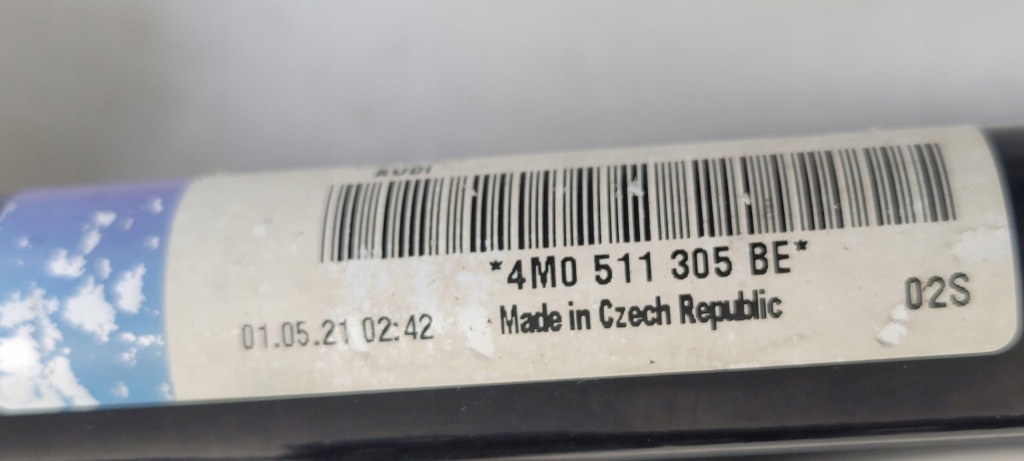 AUDI
*4M0 511 305 BE*
01.05.21 02:42 Made in Czech Republic 02S